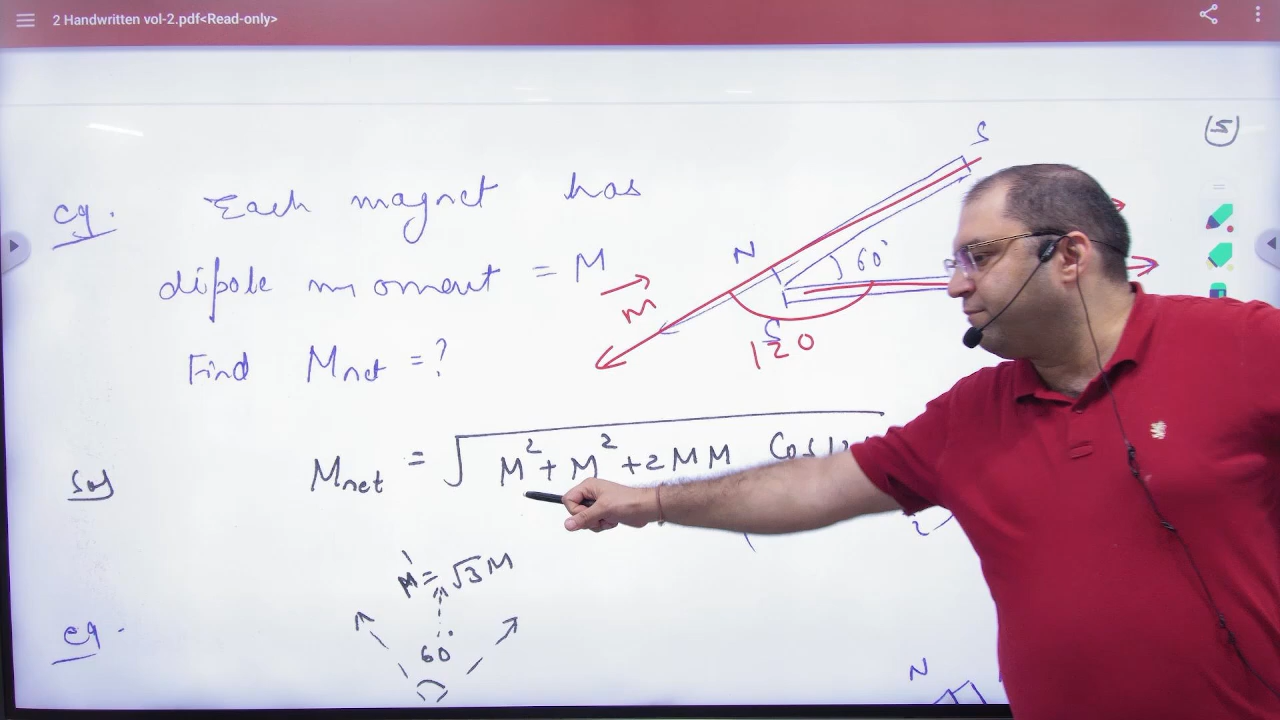 2 Handwritten vol-2.pdf<Read-only>
(5)
eg. Each magnet has
dipole moment = M
Find Mnet = ?
S
N
60°
S
M
120
Sol Mnet = √M² + M² + 2MM Cos
M' = √3M
60°
eg.
N